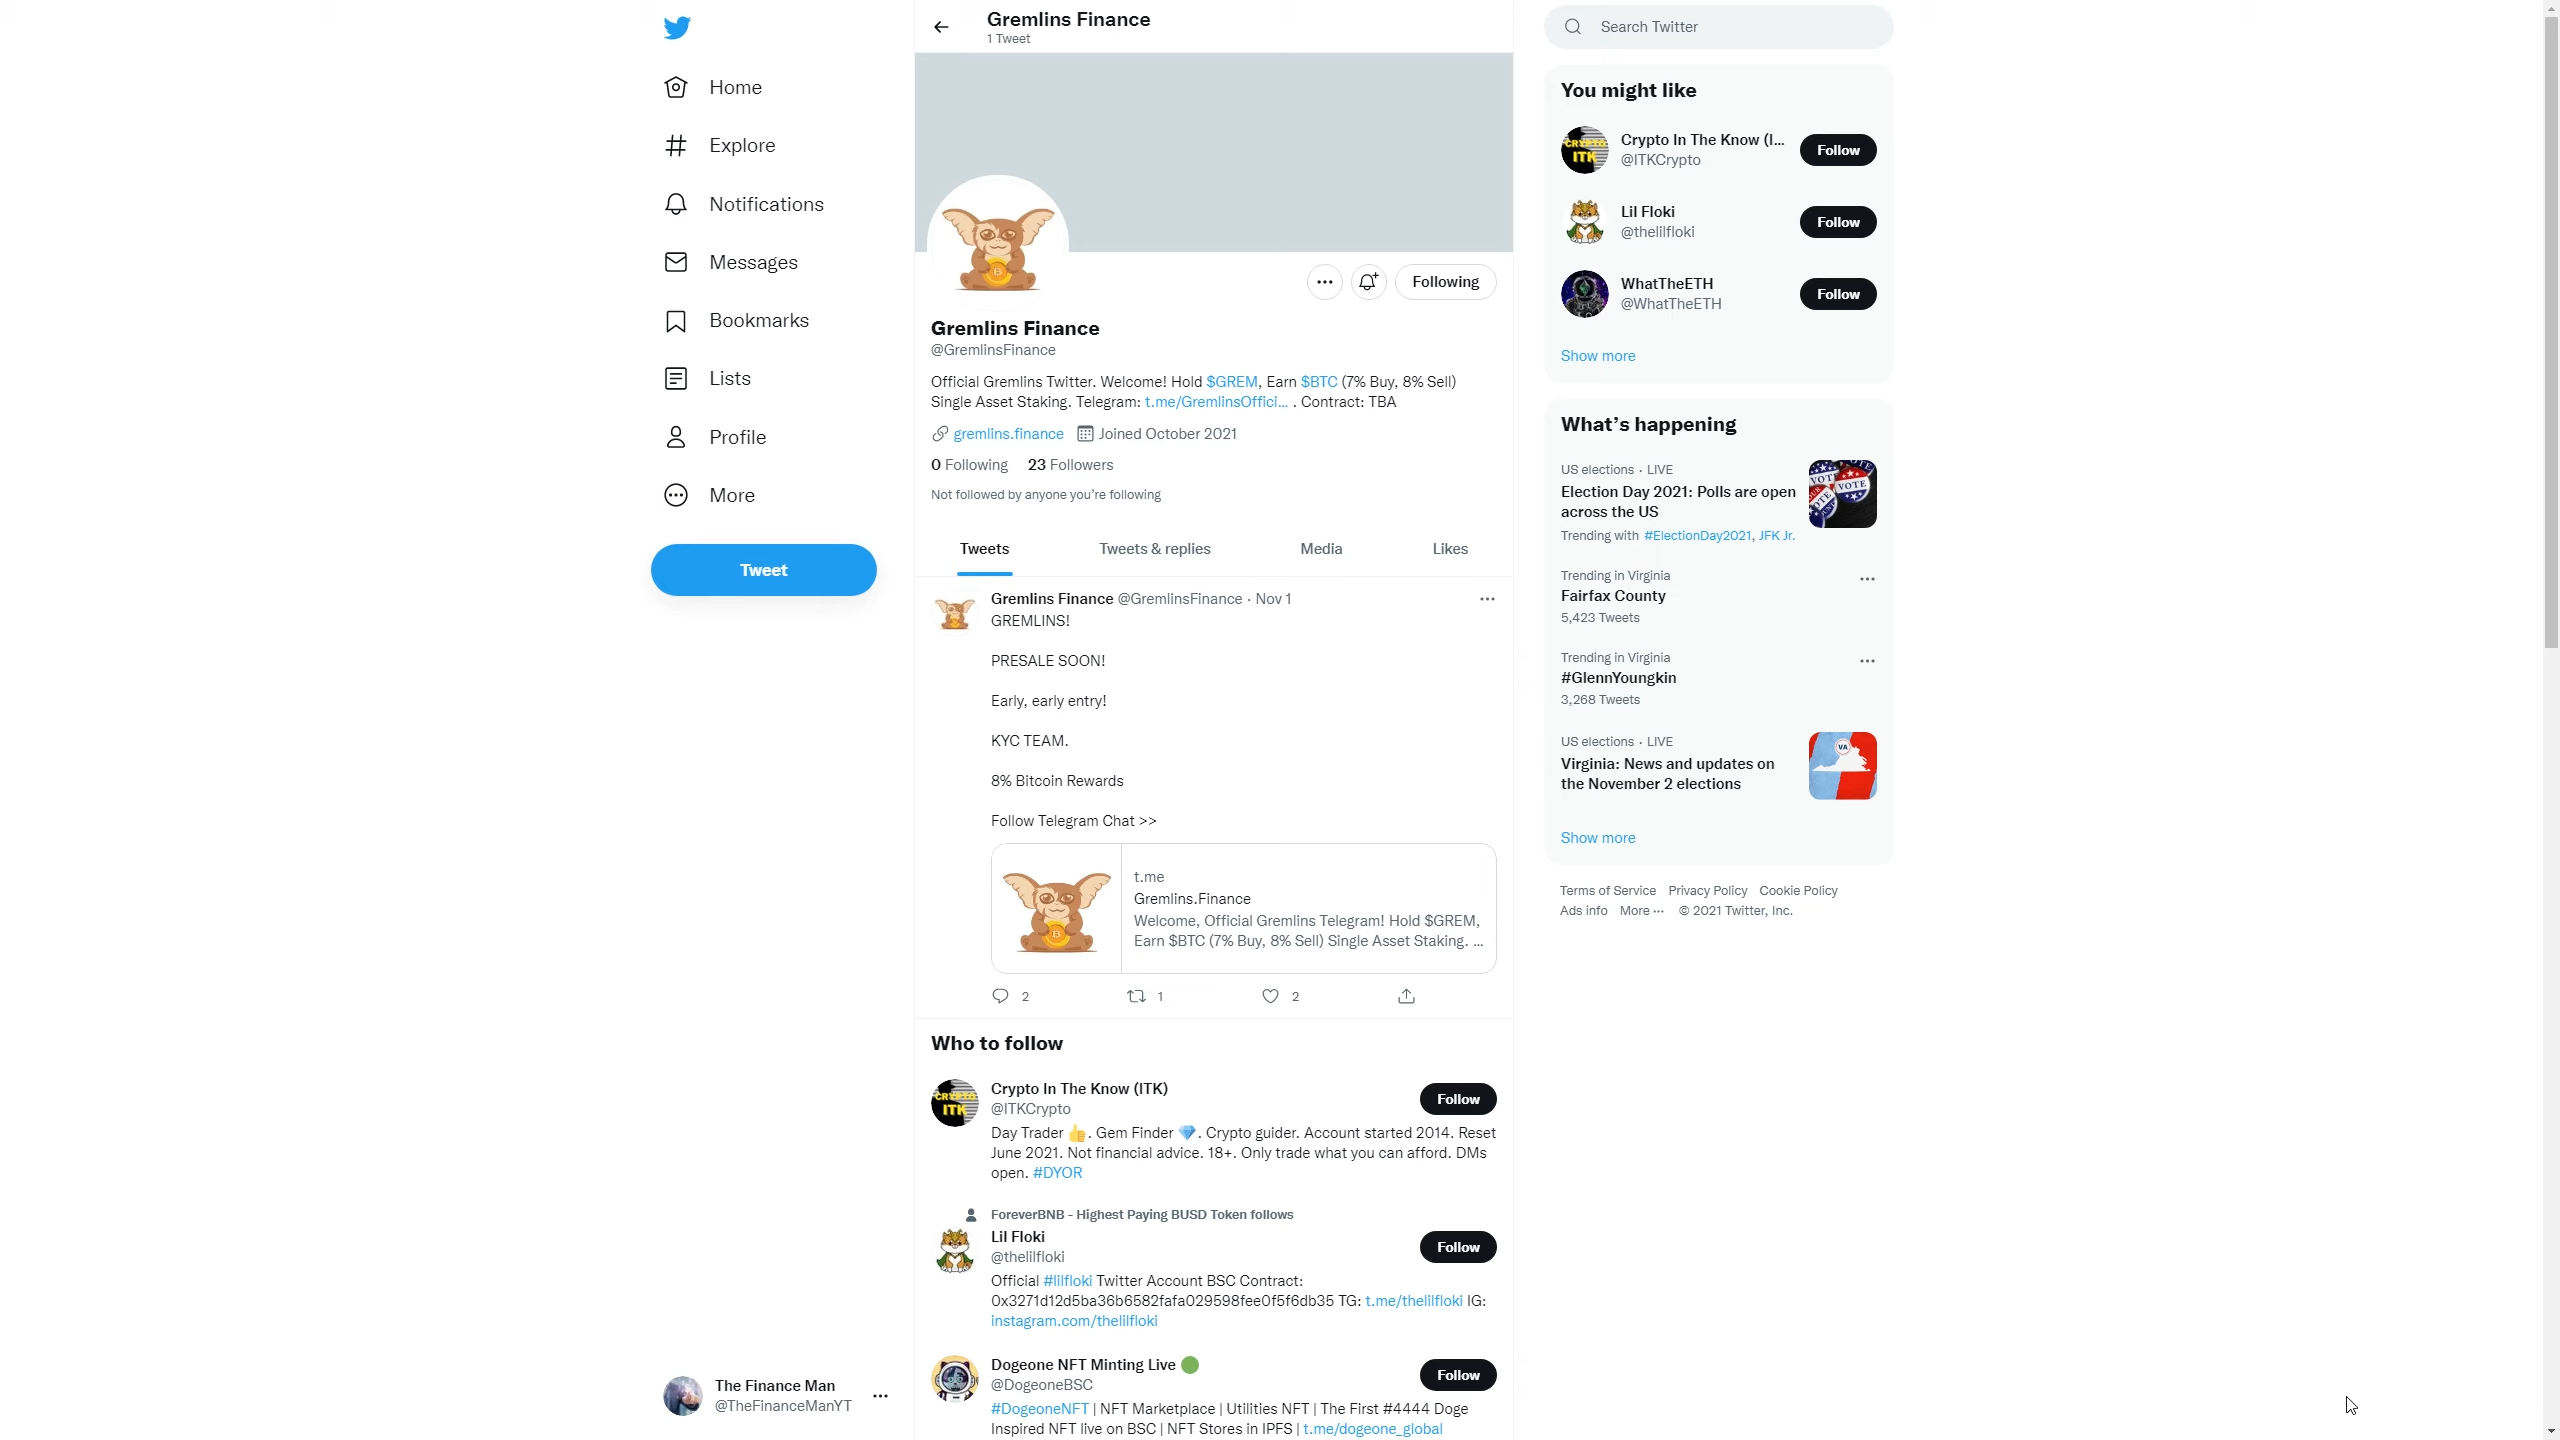 Home
Explore
Notifications
Messages
Bookmarks
Lists
Profile
More
Tweet
The Finance Man
@TheFinanceManYT
Gremlins Finance
1 Tweet
Following
Gremlins Finance
@GremlinsFinance
Official Gremlins Twitter. Welcome! Hold $GREM, Earn $BTC (7% Buy, 8% Sell)
Single Asset Staking. Telegram: t.me/GremlinsOffici... . Contract: TBA
gremlins.finance Joined October 2021
0 Following 23 Followers
Not followed by anyone you're following
Tweets Tweets & replies Media Likes
Gremlins Finance @GremlinsFinance · Nov 1
GREMLINS!
PRESALE SOON!
Early, early entry!
KYC TEAM.
8% Bitcoin Rewards
Follow Telegram Chat >>
t.me
Gremlins.Finance
Welcome, Official Gremlins Telegram! Hold $GREM,
Earn $BTC (7% Buy, 8% Sell) Single Asset Staking. ...
2 1 2
Who to follow
CRYPTO
ITK
Crypto In The Know (ITK)
@ITKCrypto
Follow
Day Trader 👍. Gem Finder 💎. Crypto guider. Account started 2014. Reset
June 2021. Not financial advice. 18+. Only trade what you can afford. DMs
open. #DYOR
ForeverBNB - Highest Paying BUSD Token follows
Lil Floki
@thelilfloki
Follow
Official #lilfloki Twitter Account BSC Contract:
0x3271d12d5ba36b6582fafa029598fee0f5f6db35 TG: t.me/thelilfloki IG:
instagram.com/thelilfloki
Dogeone NFT Minting Live 🟢
@DogeoneBSC
Follow
#DogeoneNFT | NFT Marketplace | Utilities NFT | The First #4444 Doge
Inspired NFT live on BSC | NFT Stores in IPFS | t.me/dogeone_global
Search Twitter
You might like
CRYPTO
ITK
Crypto In The Know (I...
@ITKCrypto
Follow
Lil Floki
@thelilfloki
Follow
WhatTheETH
@WhatTheETH
Follow
Show more
What's happening
US elections · LIVE
Election Day 2021: Polls are open
across the US
Trending with #ElectionDay2021, JFK Jr.
VOTE
VOTE
Trending in Virginia
Fairfax County
5,423 Tweets
Trending in Virginia
#GlennYoungkin
3,268 Tweets
US elections · LIVE
Virginia: News and updates on
the November 2 elections
VA
Show more
Terms of Service Privacy Policy Cookie Policy
Ads info More ··· © 2021 Twitter, Inc.